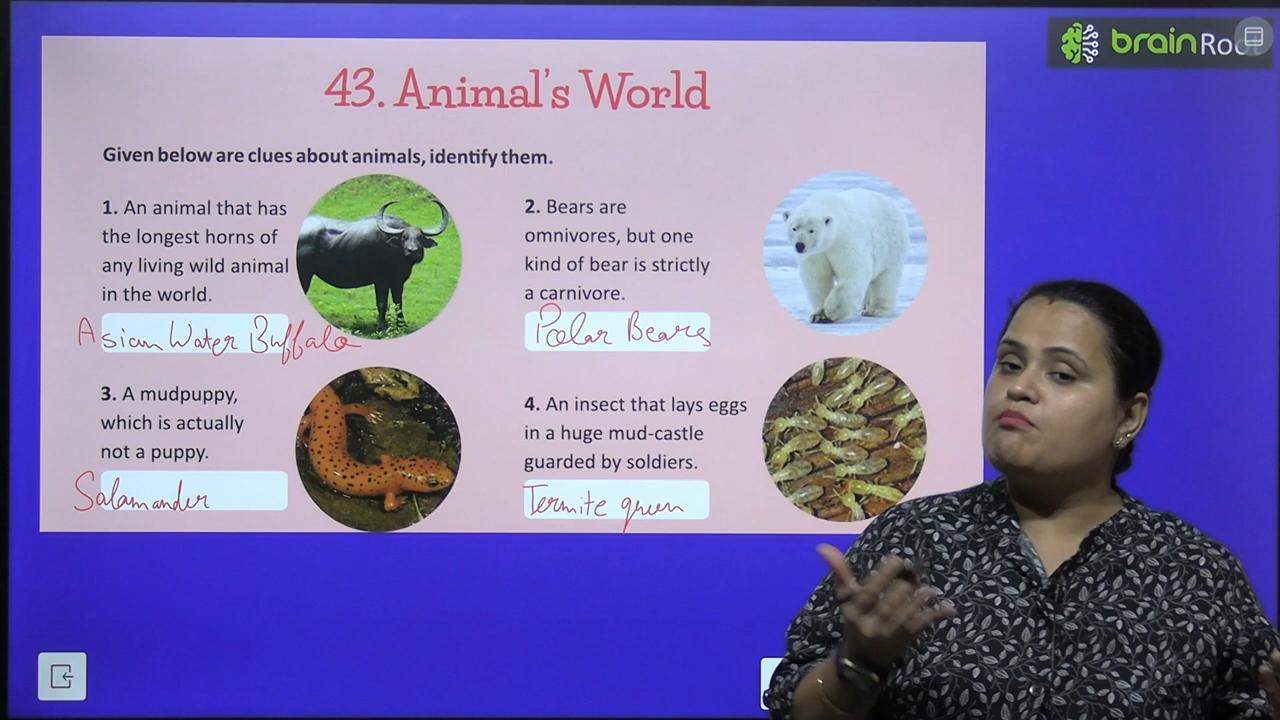 brainRoot
43. Animal's World
Given below are clues about animals, identify them.
1. An animal that has
the longest horns of
any living wild animal
in the world.
Asian Water Buffalo
2. Bears are
omnivores, but one
kind of bear is strictly
a carnivore.
Polar Bears
3. A mudpuppy,
which is actually
not a puppy.
Salamander
4. An insect that lays eggs
in a huge mud-castle
guarded by soldiers.
Termite